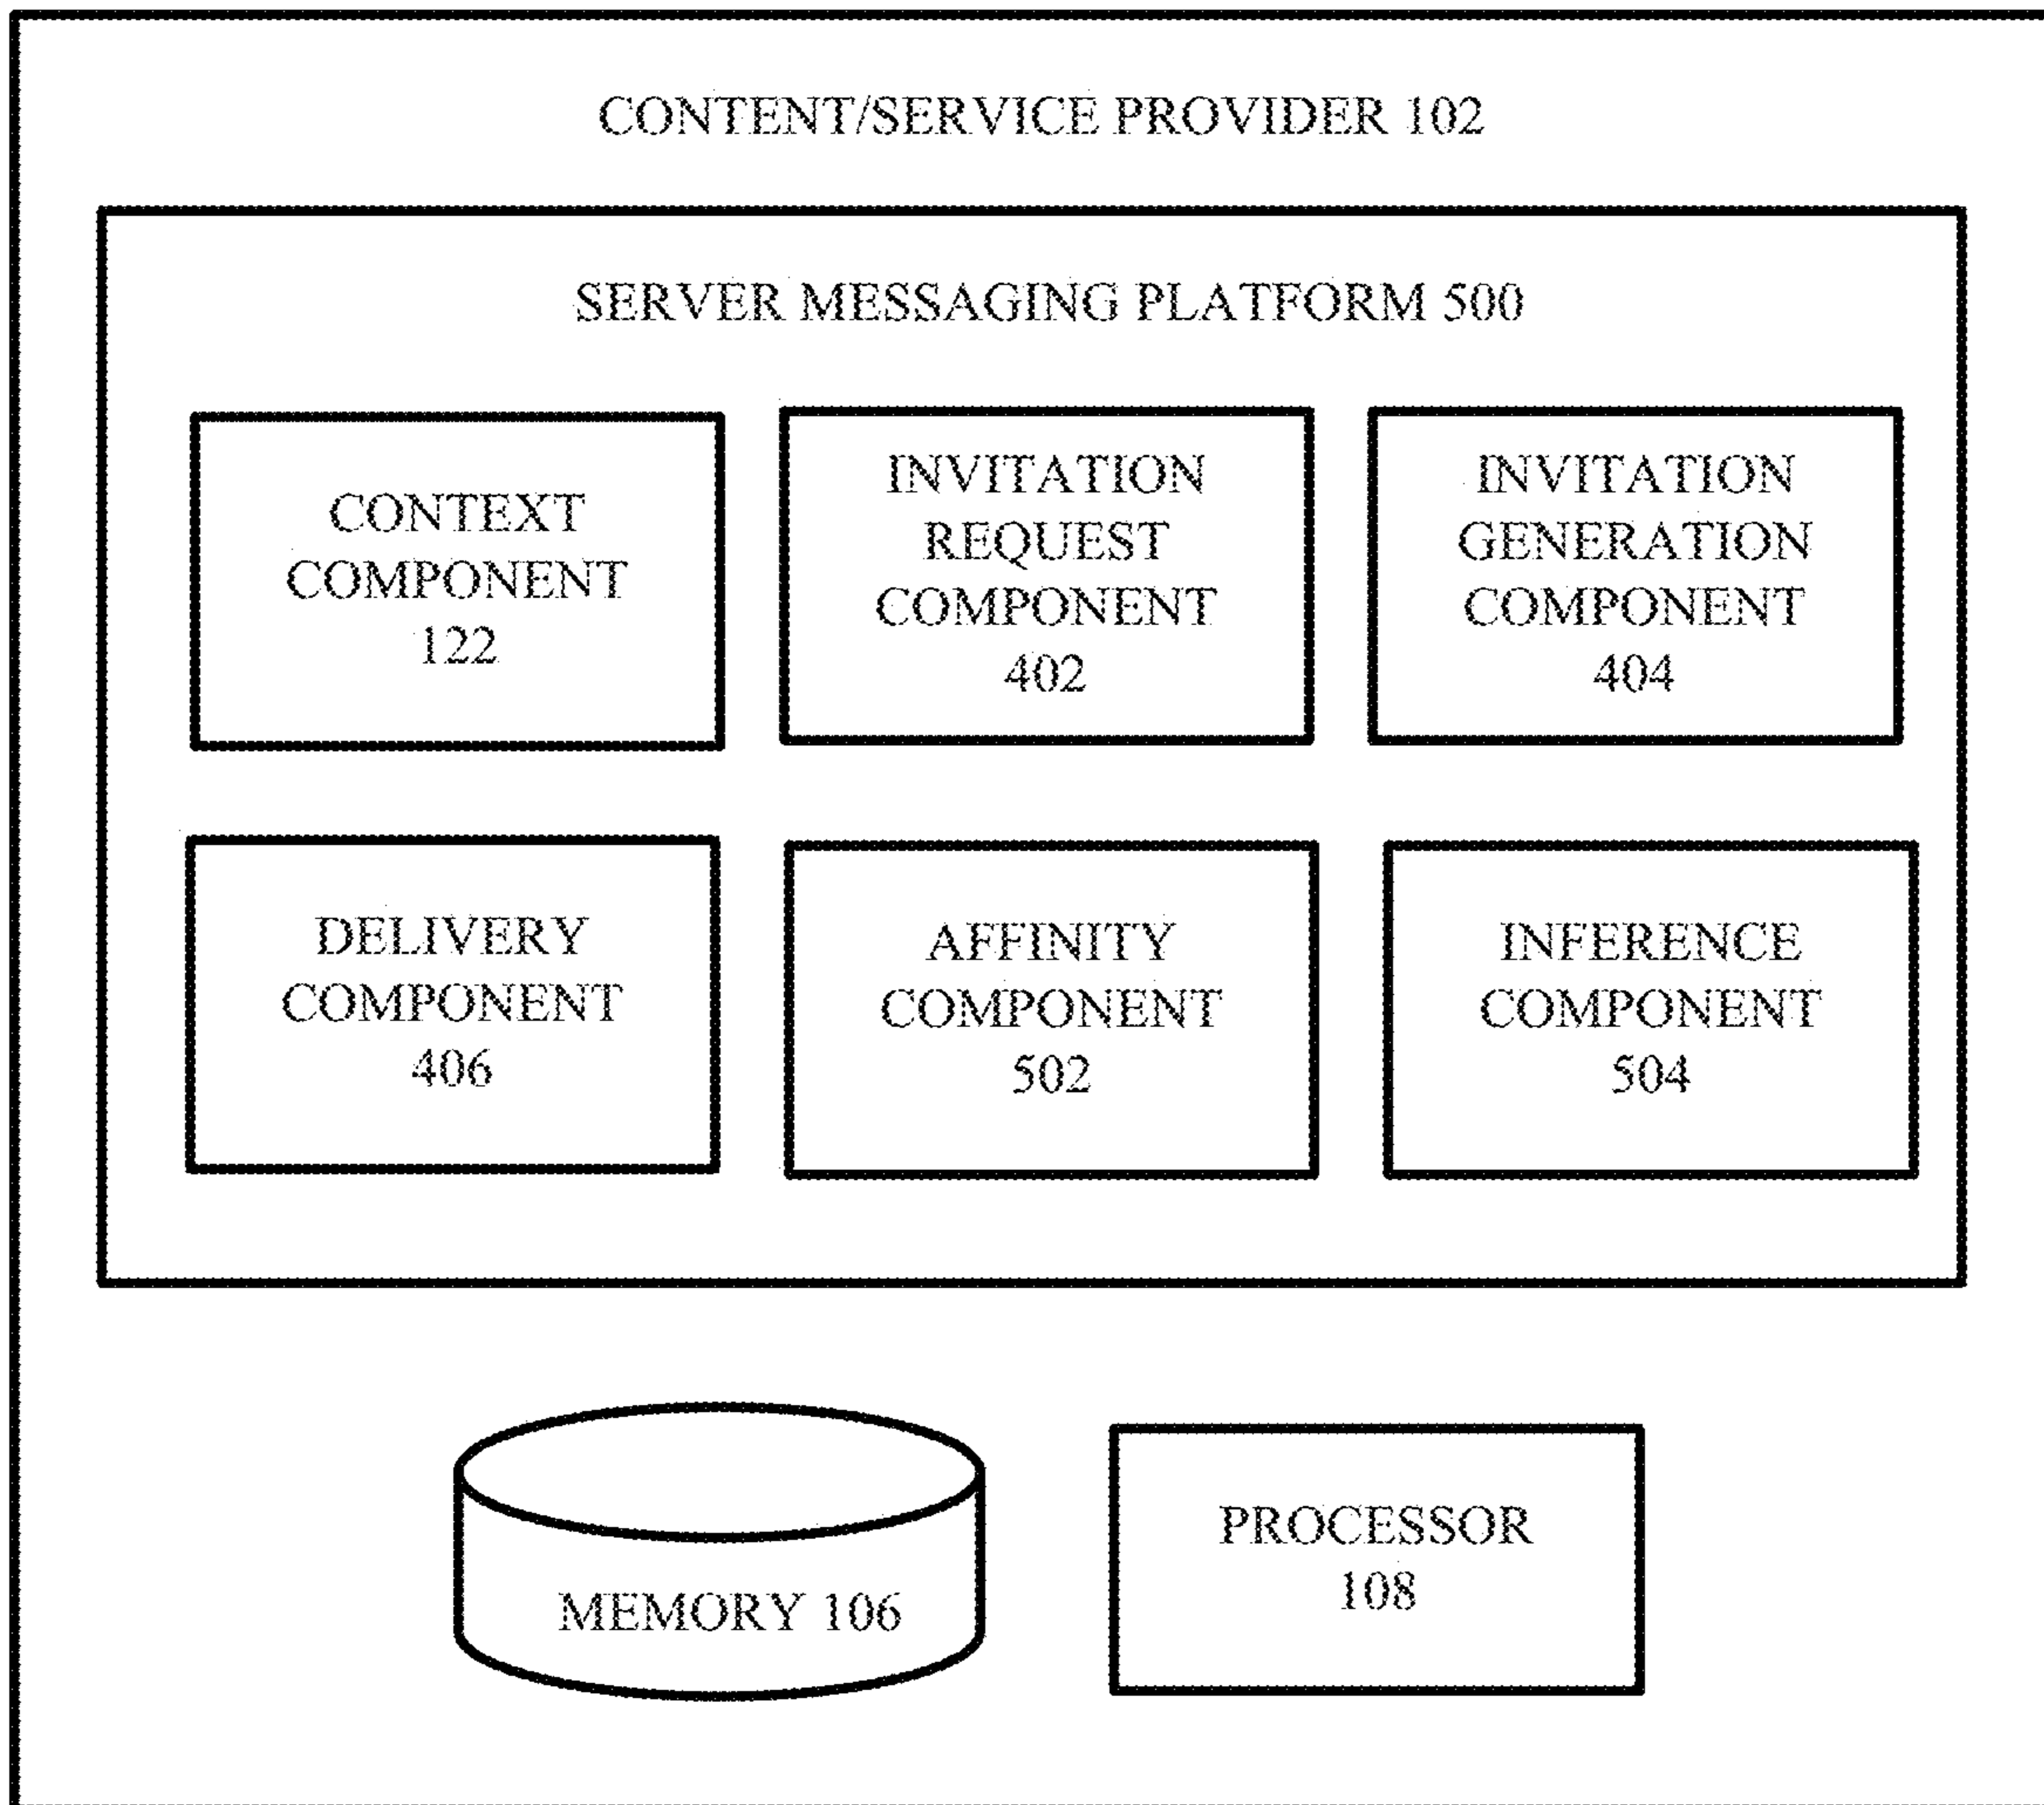 CONTENT/SERVICE PROVIDER 102
SERVER MESSAGING PLATFORM 500
CONTEXT
COMPONENT
122
INVITATION
REQUEST
COMPONENT
402
INVITATION
GENERATION
COMPONENT
404
DELIVERY
COMPONENT
406
AFFINITY
COMPONENT
502
INFERENCE
COMPONENT
504
MEMORY 106
PROCESSOR
108